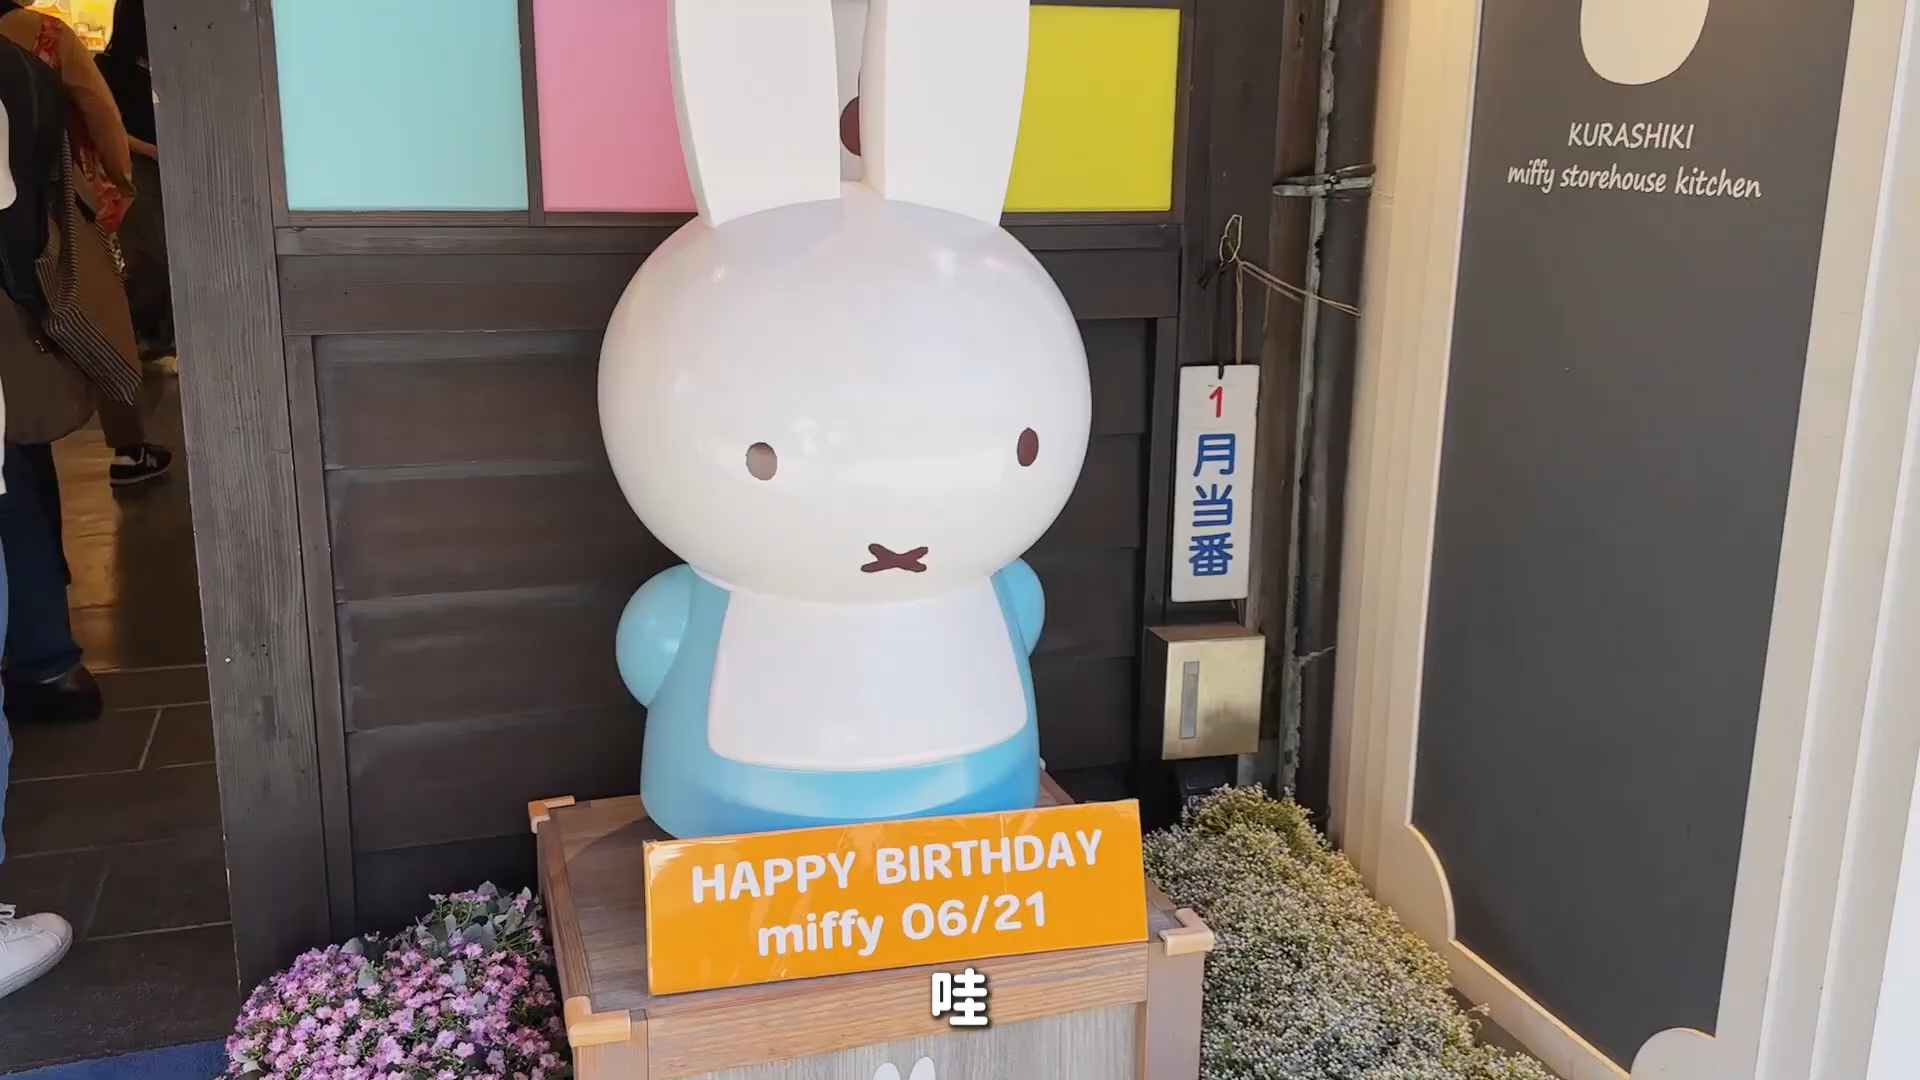 KURASHIKI
miffy storehouse kitchen
1月当番
HAPPY BIRTHDAY
miffy 06/21
哇